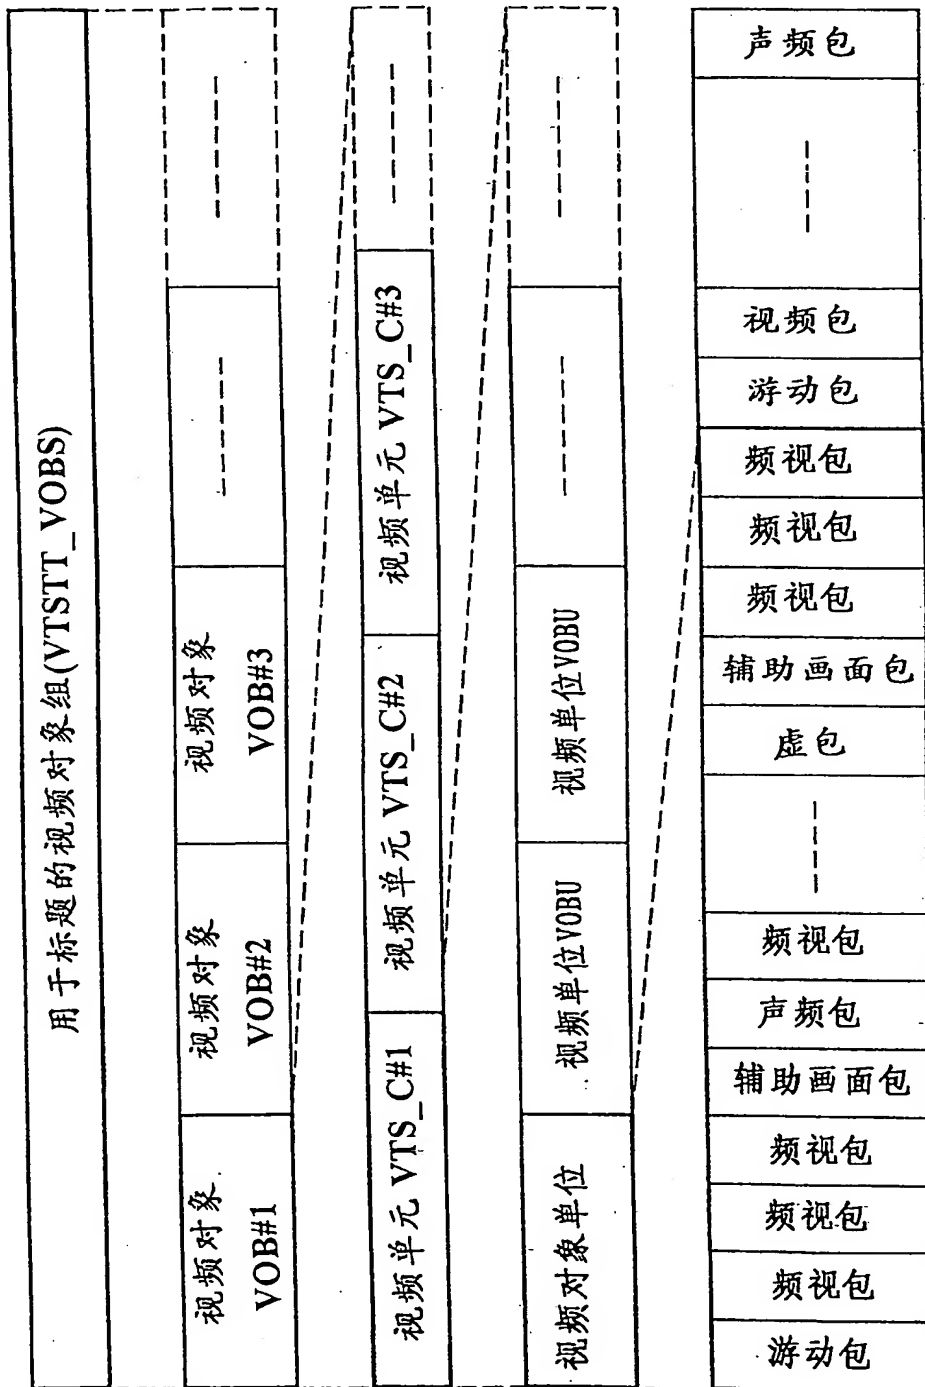 用于标题的视频对象组(VTSTT_VOBS)
视频对象
VOB#1
视频对象
VOB#2
视频对象
VOB#3
视频单元 VTS_C#1
视频单元 VTS_C#2
视频单元 VTS_C#3
视频对象单位
视频单位VOBU
视频单位VOBU
声频包
视频包
游动包
频视包
频视包
频视包
辅助画面包
虚包
频视包
声频包
辅助画面包
频视包
频视包
频视包
游动包